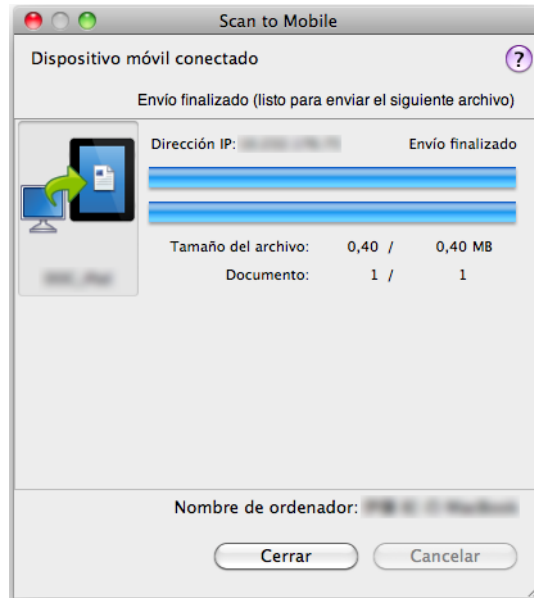 Scan to Mobile
Dispositivo móvil conectado
?
Envío finalizado (listo para enviar el siguiente archivo)
Dirección IP: Envío finalizado
Tamaño del archivo: 0,40 / 0,40 MB
Documento: 1 / 1
Nombre de ordenador:
Cerrar Cancelar